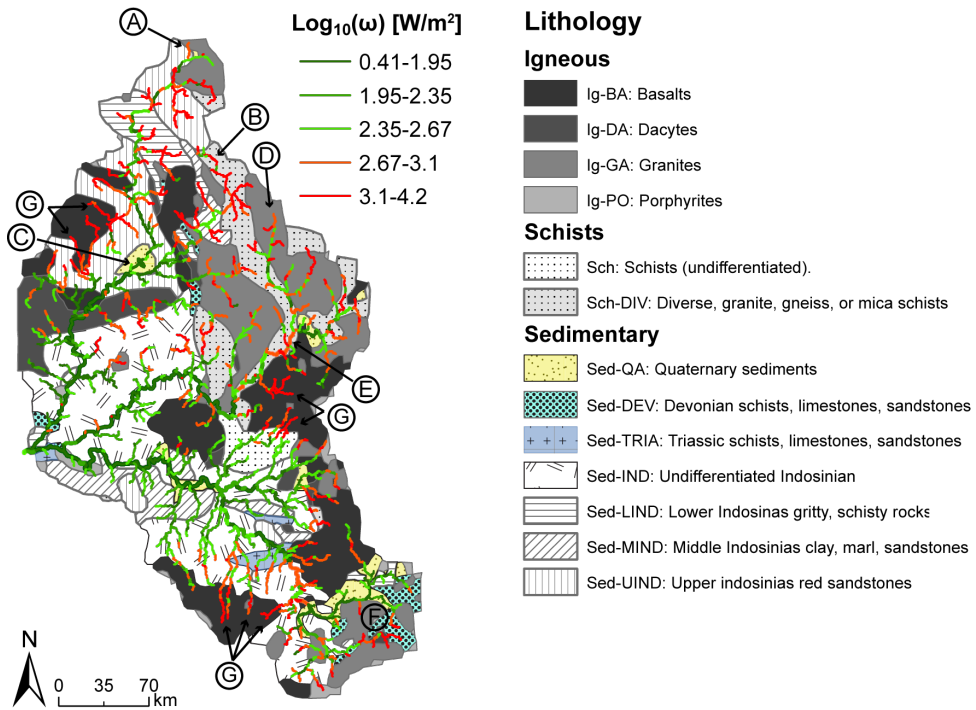 A
Log₁₀(ω) [W/m²]
0.41-1.95
1.95-2.35
2.35-2.67
2.67-3.1
3.1-4.2
B
D
G
C
E
G
F
G
N
0 35 70
km
Lithology
Igneous
Ig-BA: Basalts
Ig-DA: Dacytes
Ig-GA: Granites
Ig-PO: Porphyrites
Schists
Sch: Schists (undifferentiated).
Sch-DIV: Diverse, granite, gneiss, or mica schists
Sedimentary
Sed-QA: Quaternary sediments
Sed-DEV: Devonian schists, limestones, sandstones
Sed-TRIA: Triassic schists, limestones, sandstones
Sed-IND: Undifferentiated Indosinian
Sed-LIND: Lower Indosinas gritty, schisty rocks
Sed-MIND: Middle Indosinias clay, marl, sandstones
Sed-UIND: Upper indosinias red sandstones